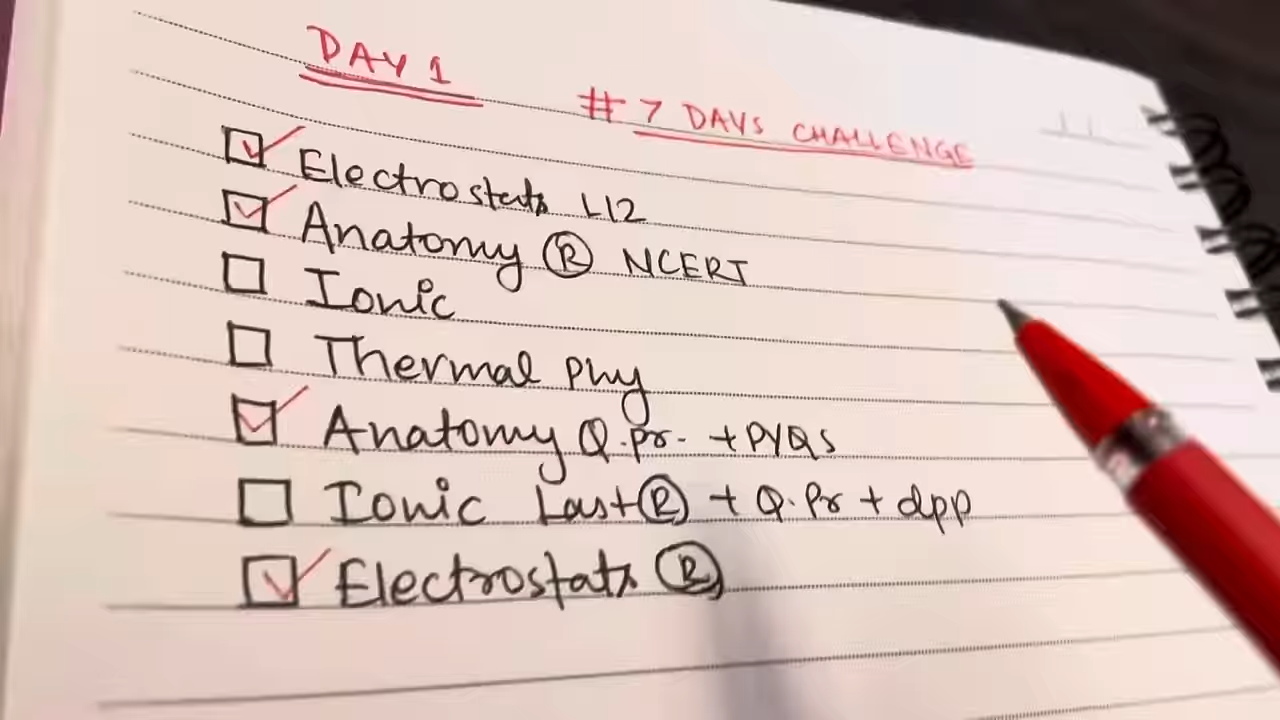 DAY 1
# 7 DAYS CHALLENGE
Electrostats L12
Anatomy Ⓡ NCERT
Ionic
Thermal Phy
Anatomy Q.pr. + PYQs
Ionic Last Ⓡ + Q.Pr + dpp
Electrostats Ⓡ